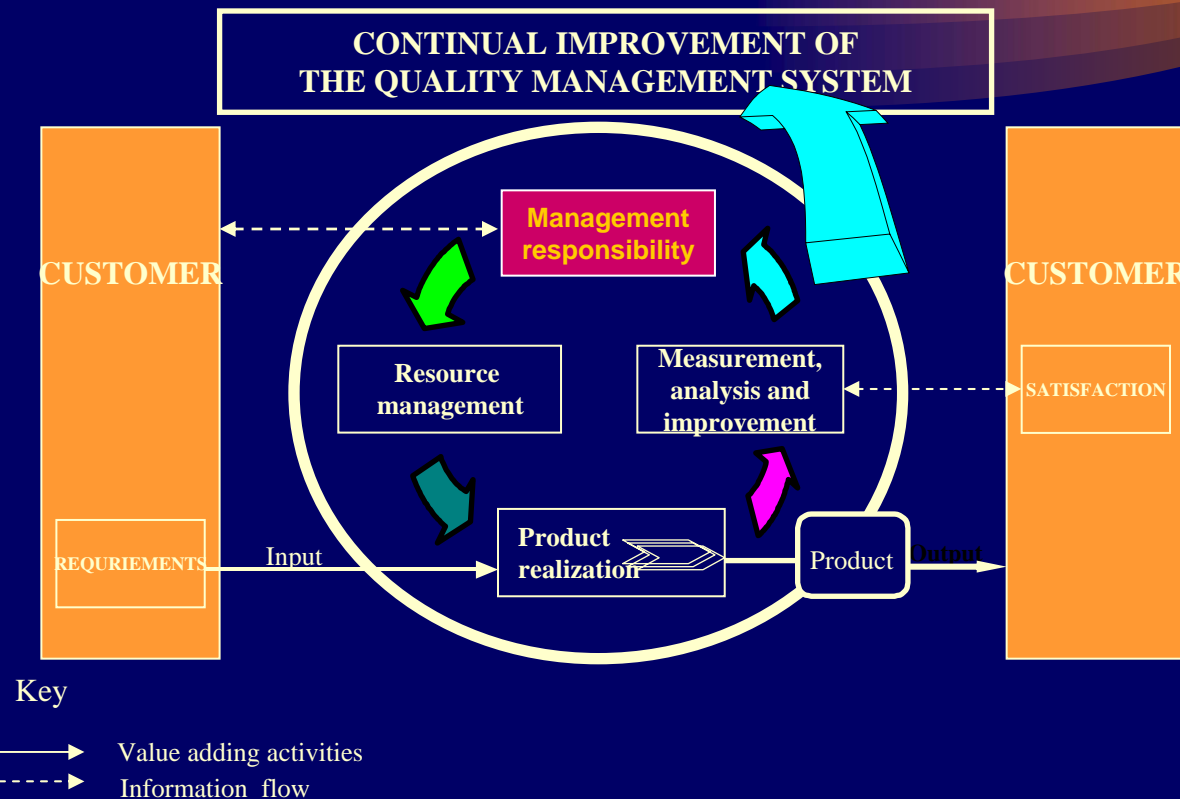 CONTINUAL IMPROVEMENT OF
THE QUALITY MANAGEMENT SYSTEM
Management
responsibility
CUSTOMER
CUSTOMER
Resource
management
Measurement,
analysis and
improvement
SATISFACTION
REQURIEMENTS
Input
Product
realization
Product
Output
Key
Value adding activities
Information flow